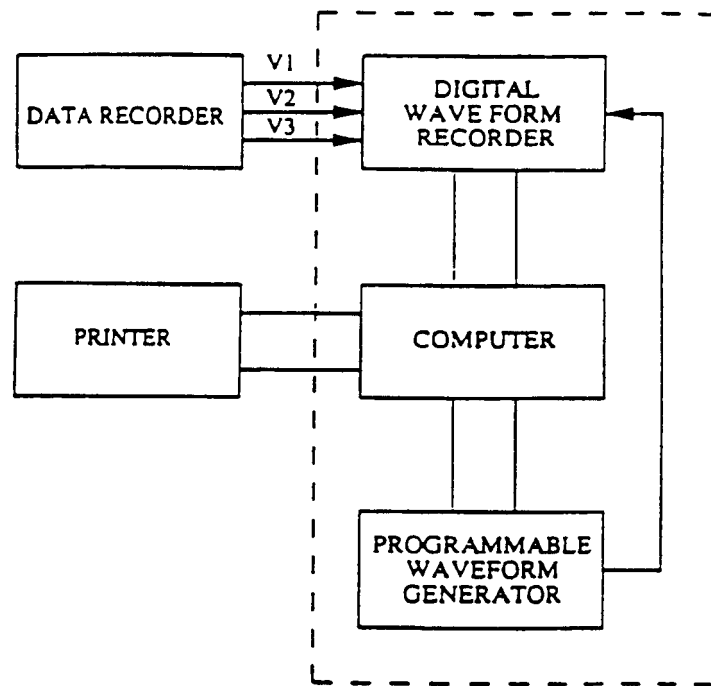 V1
V2
V3
DATA RECORDER
DIGITAL
WAVE FORM
RECORDER
PRINTER
COMPUTER
PROGRAMMABLE
WAVEFORM
GENERATOR